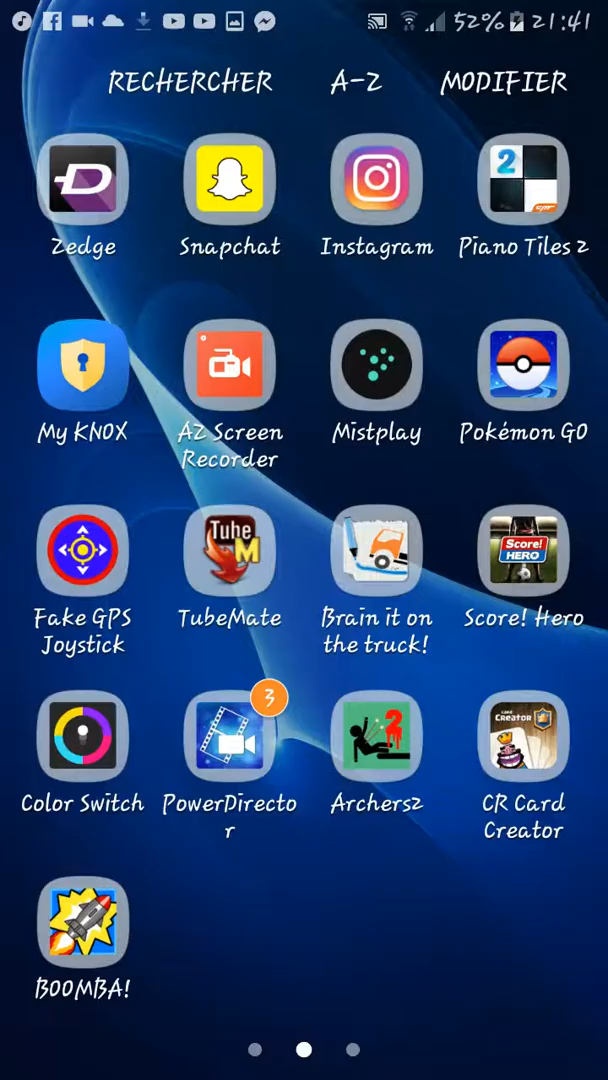 52% 21:41
RECHERCHER A-Z MODIFIER
Zedge Snapchat Instagram Piano Tiles 2
My KNOX AZ Screen Recorder Mistplay Pokémon GO
Fake GPS Joystick TubeMate Brain it on the truck! Score! Hero
3
Color Switch PowerDirector Archers2 CR Card Creator
BOOMBA!